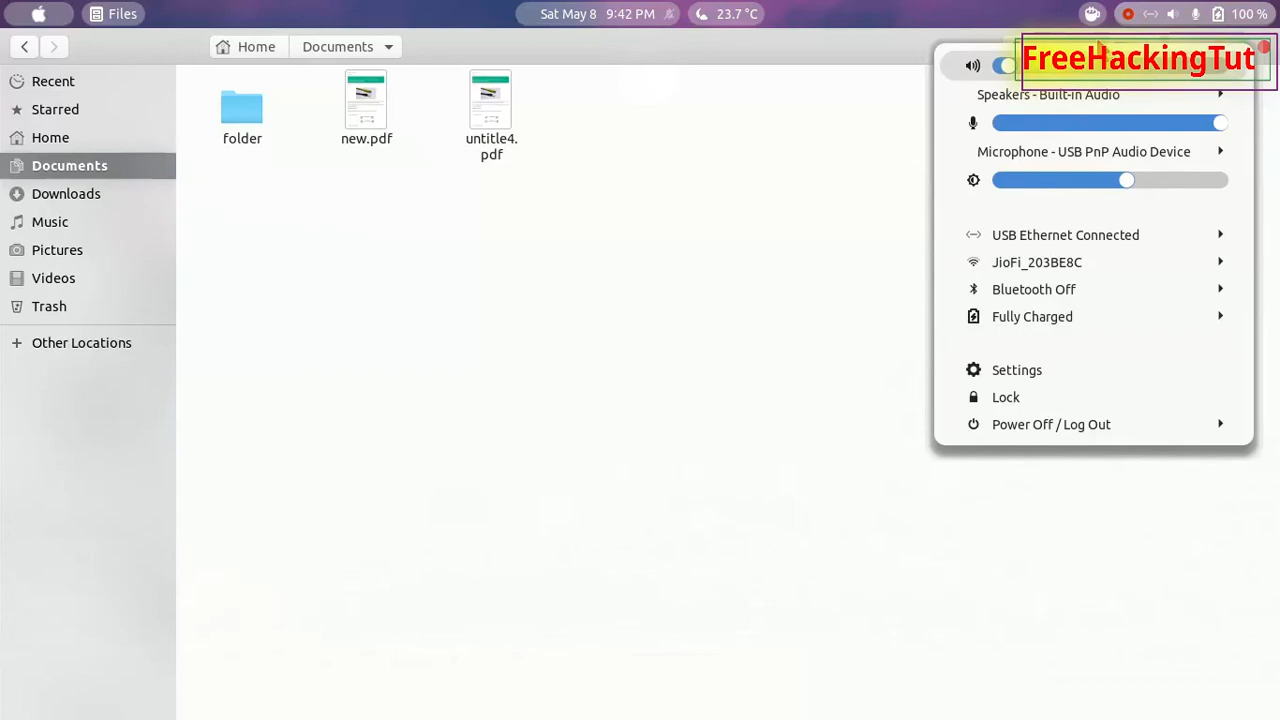 Files
Sat May 8 9:42 PM
23.7 °C
100 %
Home
Documents
FreeHackingTut
Recent
Starred
Home
Documents
Downloads
Music
Pictures
Videos
Trash
Other Locations
folder
new.pdf
untitle4.
pdf
Speakers - Built-in Audio
Microphone - USB PnP Audio Device
USB Ethernet Connected
JioFi_203BE8C
Bluetooth Off
Fully Charged
Settings
Lock
Power Off / Log Out